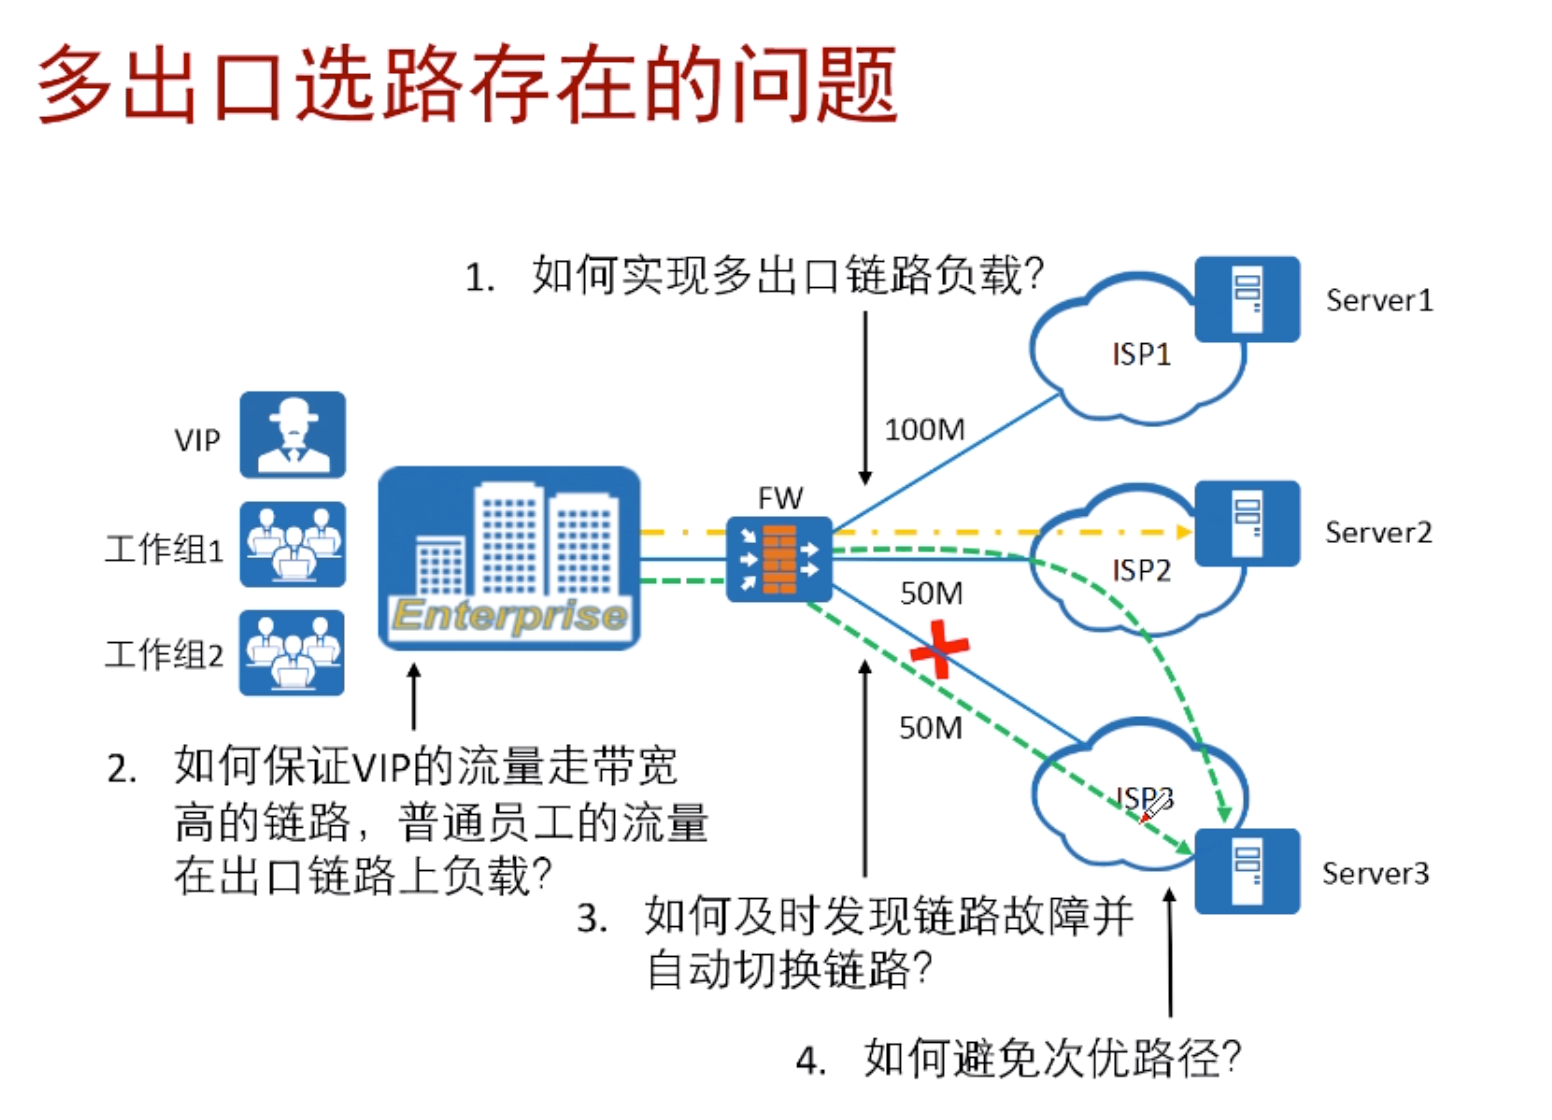 多出口选路存在的问题
1. 如何实现多出口链路负载？
Server1
ISP1
100M
VIP
FW
工作组1
Server2
ISP2
50M
Enterprise
工作组2
50M
2. 如何保证VIP的流量走带宽
高的链路，普通员工的流量
在出口链路上负载？
ISP3
Server3
3. 如何及时发现链路故障并
自动切换链路？
4. 如何避免次优路径？